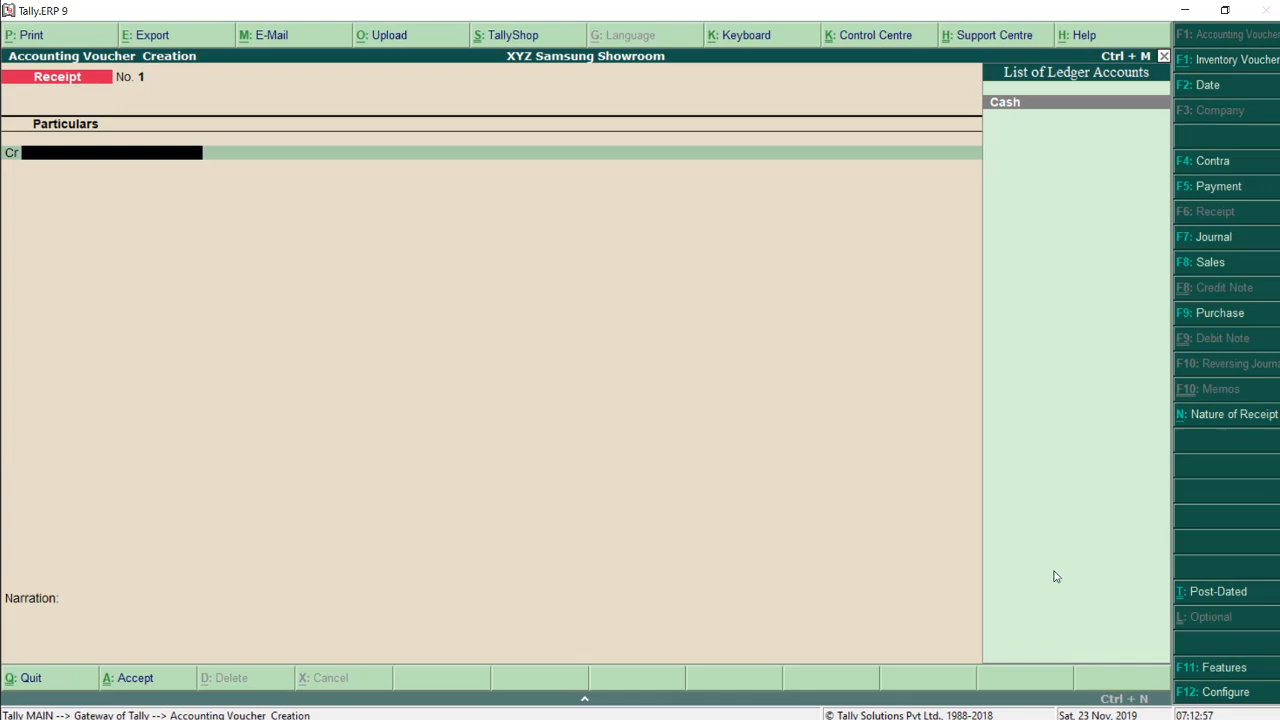 Tally.ERP 9
P: Print
E: Export
M: E-Mail
O: Upload
S: TallyShop
G: Language
K: Keyboard
K: Control Centre
H: Support Centre
H: Help
Accounting Voucher Creation
XYZ Samsung Showroom
Ctrl + M
Receipt No. 1
Particulars
Cr
Narration:
List of Ledger Accounts
Cash
F1: Accounting Voucher
F1: Inventory Voucher
F2: Date
F3: Company
F4: Contra
F5: Payment
F6: Receipt
F7: Journal
F8: Sales
F8: Credit Note
F9: Purchase
F9: Debit Note
F10: Reversing Journa
F10: Memos
N: Nature of Receipt
T: Post-Dated
L: Optional
F11: Features
F12: Configure
Q: Quit
A: Accept
D: Delete
X: Cancel
Ctrl + N
Tally MAIN --> Gateway of Tally --> Accounting Voucher Creation
© Tally Solutions Pvt Ltd., 1988-2018
Sat, 23 Nov, 2019
07:12:57